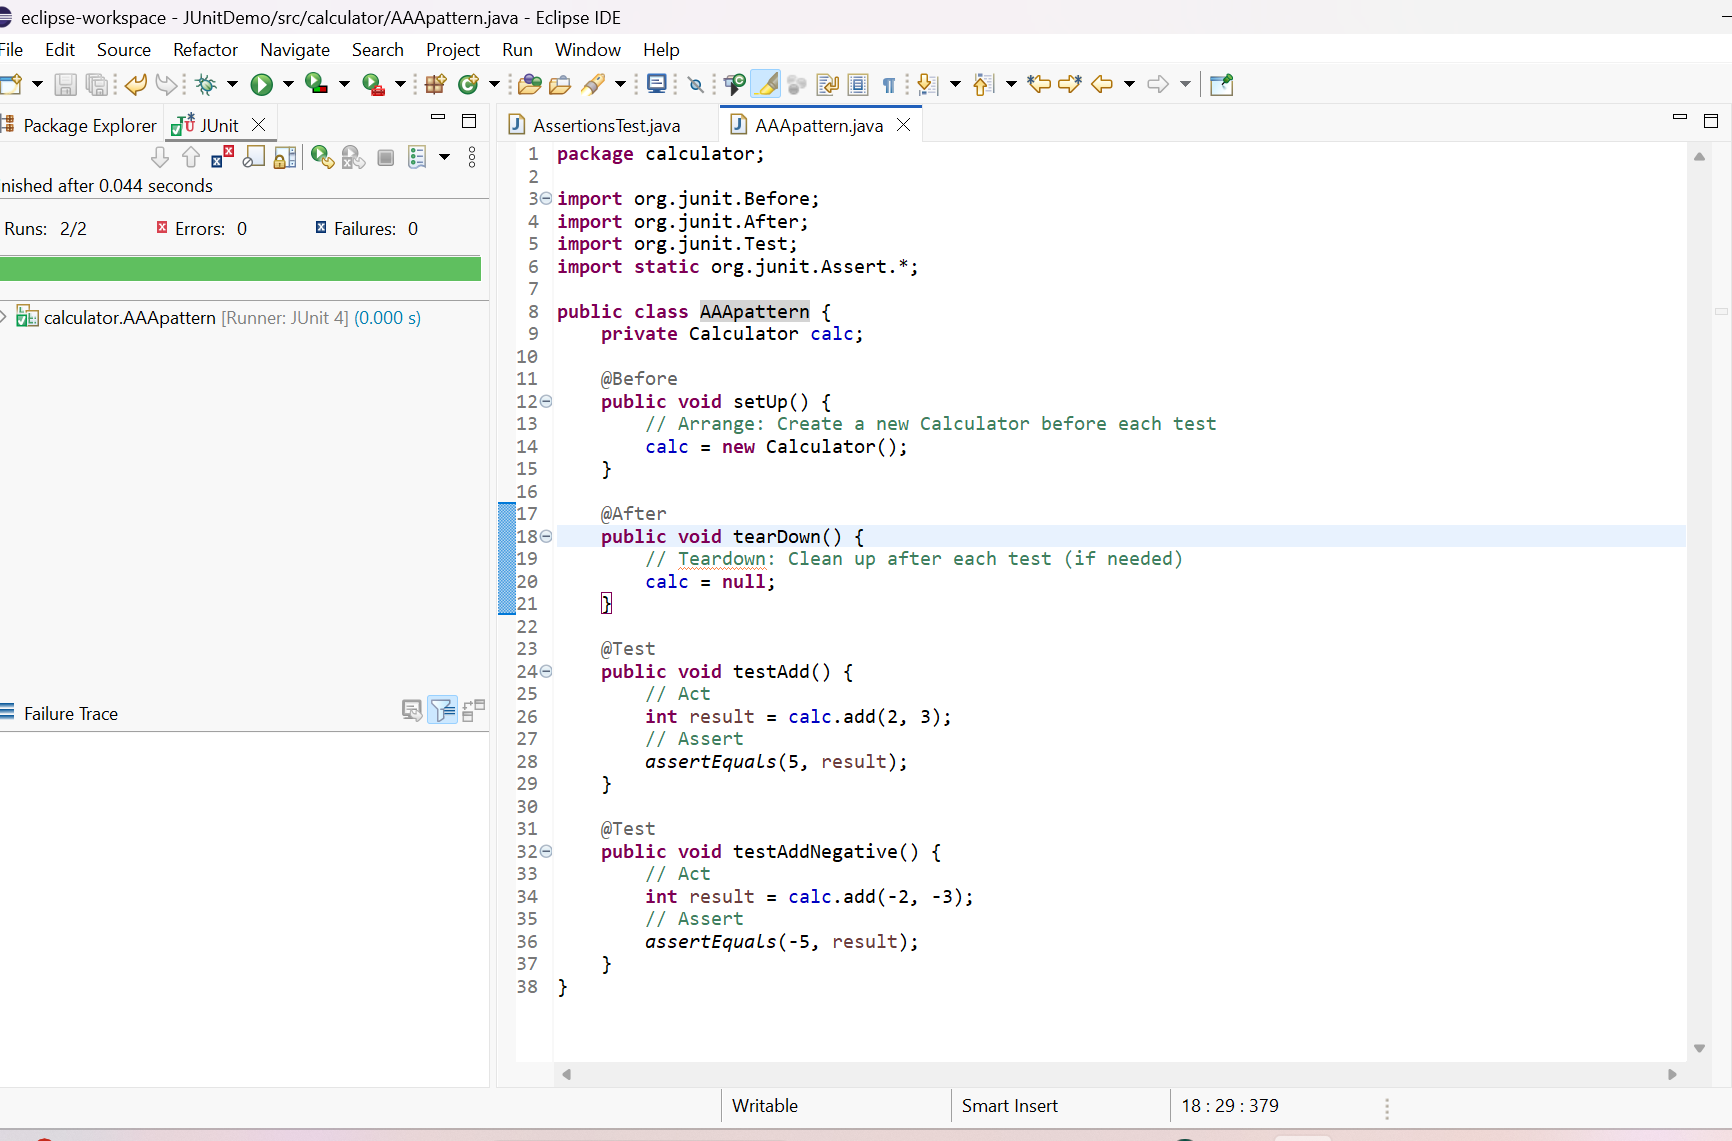 eclipse-workspace - JUnitDemo/src/calculator/AAApattern.java - Eclipse IDE
File Edit Source Refactor Navigate Search Project Run Window Help
Package Explorer JUnit
AssertionsTest.java AAApattern.java
nished after 0.044 seconds
Runs: 2/2 Errors: 0 Failures: 0
calculator.AAApattern [Runner: JUnit 4] (0.000 s)
Failure Trace
1 package calculator;
2
3 import org.junit.Before;
4 import org.junit.After;
5 import org.junit.Test;
6 import static org.junit.Assert.*;
7
8 public class AAApattern {
9     private Calculator calc;
10
11     @Before
12     public void setUp() {
13         // Arrange: Create a new Calculator before each test
14         calc = new Calculator();
15     }
16
17     @After
18     public void tearDown() {
19         // Teardown: Clean up after each test (if needed)
20         calc = null;
21     }
22
23     @Test
24     public void testAdd() {
25         // Act
26         int result = calc.add(2, 3);
27         // Assert
28         assertEquals(5, result);
29     }
30
31     @Test
32     public void testAddNegative() {
33         // Act
34         int result = calc.add(-2, -3);
35         // Assert
36         assertEquals(-5, result);
37     }
38 }
Writable Smart Insert 18 : 29 : 379